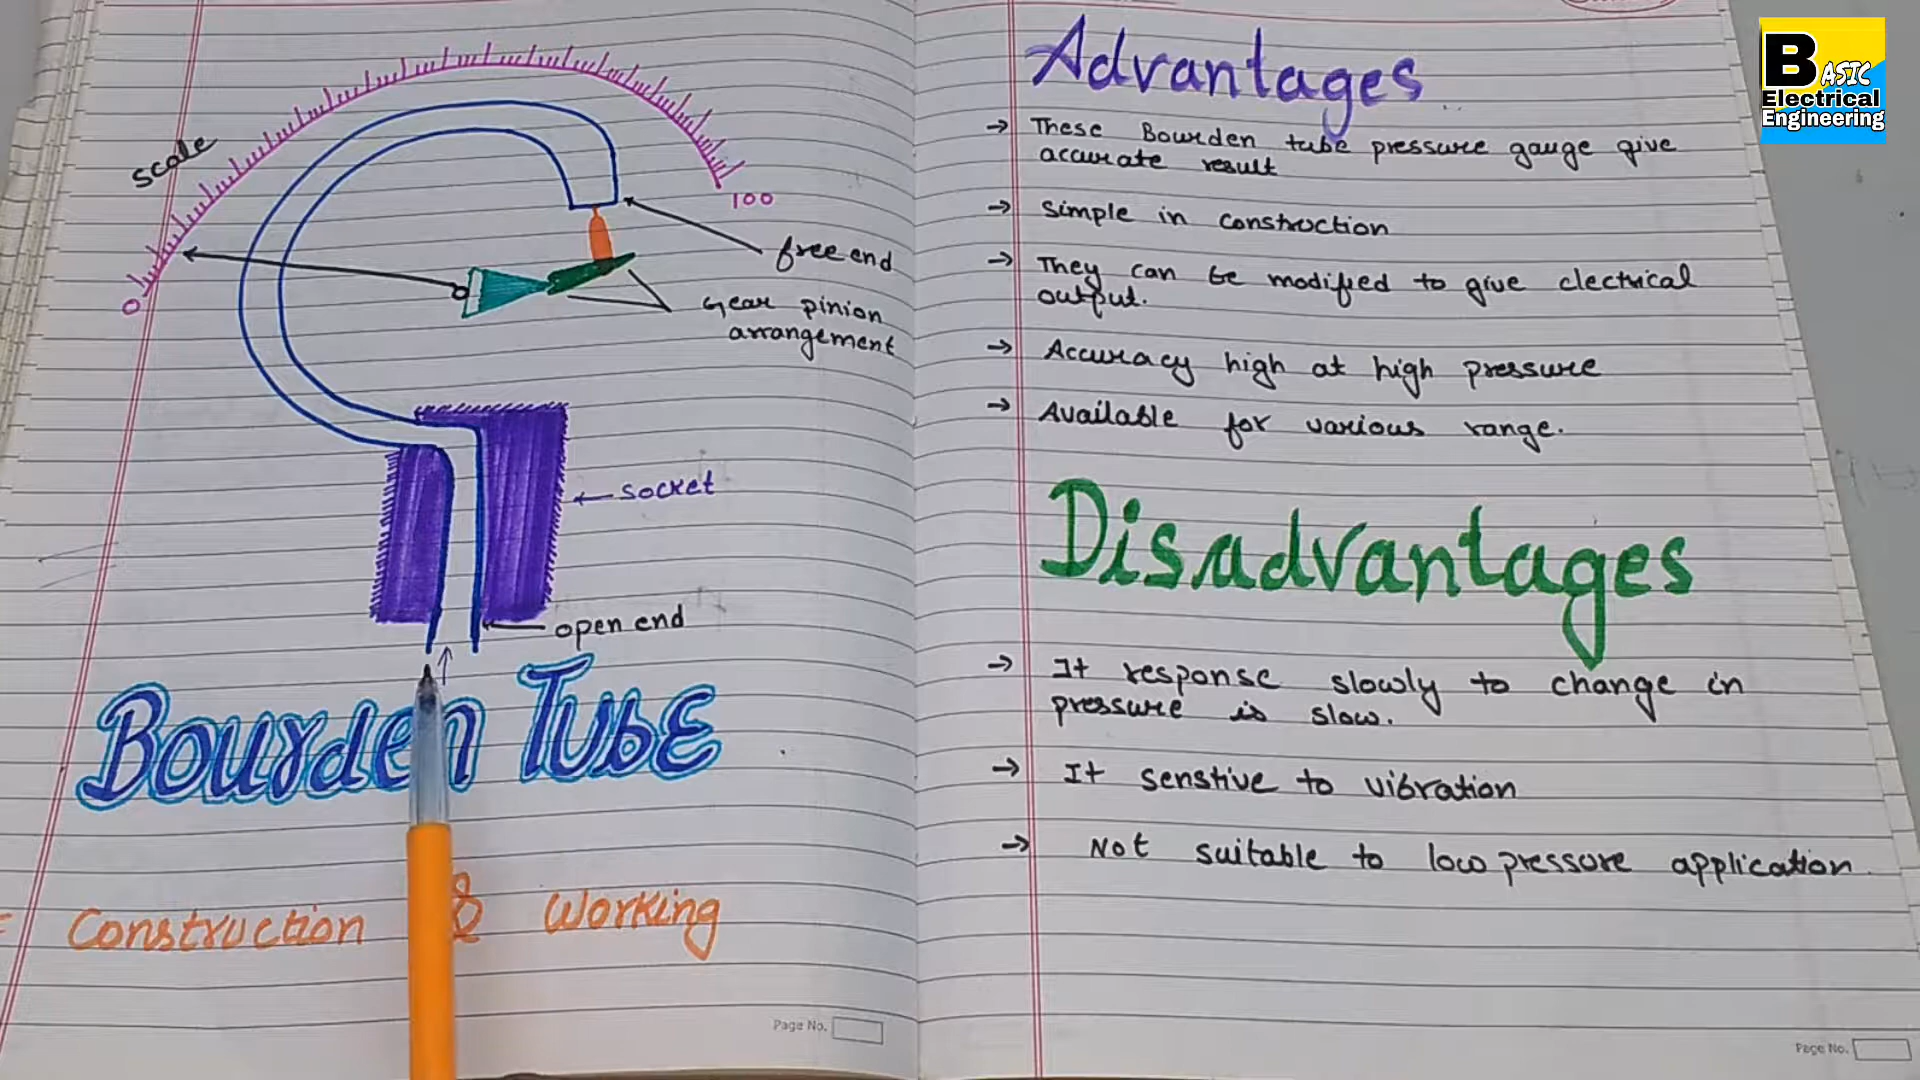 scale
0
100
free end
Gear pinion
arrangement
← socket
open end
Bourden Tube
Construction & Working
Page No.
Advantages
→ These Bourden tube pressure gauge give
accurate result
→ Simple in construction
→ They can be modified to give electrical
output.
→ Accuracy high at high pressure
→ Available for various range.
Disadvantages
→ It response slowly to change in
pressure is slow.
→ It senstive to vibration
→ Not suitable to low pressure application
Page No.
BASIC
Electrical
Engineering